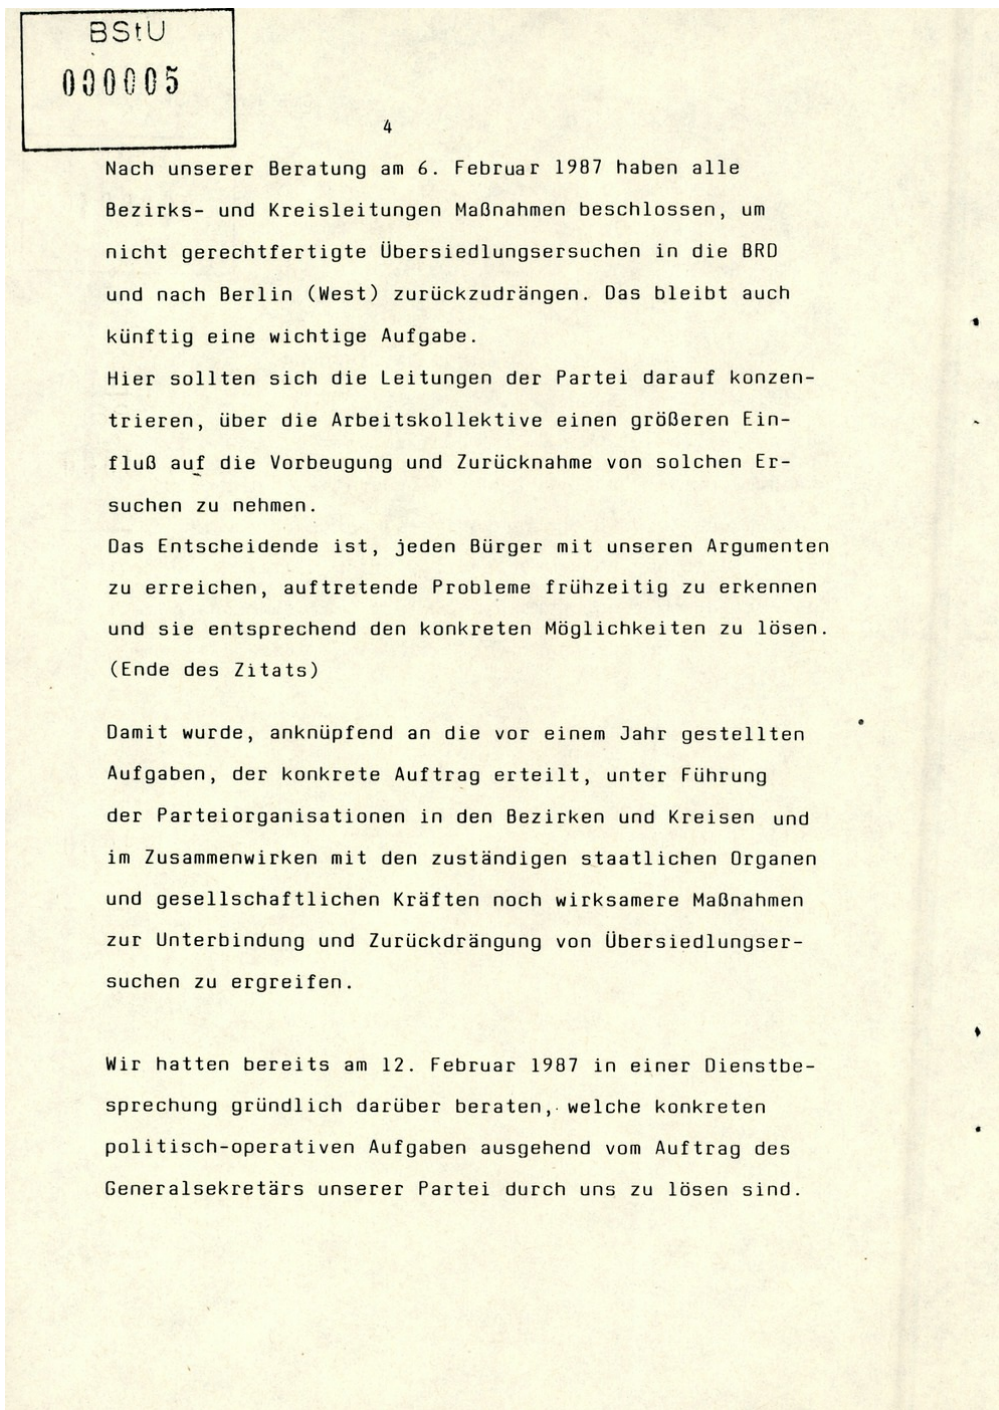 BStU
000005
4
Nach unserer Beratung am 6. Februar 1987 haben alle
Bezirks- und Kreisleitungen Maßnahmen beschlossen, um
nicht gerechtfertigte Übersiedlungsersuchen in die BRD
und nach Berlin (West) zurückzudrängen. Das bleibt auch
künftig eine wichtige Aufgabe.
Hier sollten sich die Leitungen der Partei darauf konzen-
trieren, über die Arbeitskollektive einen größeren Ein-
fluß auf die Vorbeugung und Zurücknahme von solchen Er-
suchen zu nehmen.
Das Entscheidende ist, jeden Bürger mit unseren Argumenten
zu erreichen, auftretende Probleme frühzeitig zu erkennen
und sie entsprechend den konkreten Möglichkeiten zu lösen.
(Ende des Zitats)
Damit wurde, anknüpfend an die vor einem Jahr gestellten
Aufgaben, der konkrete Auftrag erteilt, unter Führung
der Parteiorganisationen in den Bezirken und Kreisen und
im Zusammenwirken mit den zuständigen staatlichen Organen
und gesellschaftlichen Kräften noch wirksamere Maßnahmen
zur Unterbindung und Zurückdrängung von Übersiedlungser-
suchen zu ergreifen.
Wir hatten bereits am 12. Februar 1987 in einer Dienstbe-
sprechung gründlich darüber beraten, welche konkreten
politisch-operativen Aufgaben ausgehend vom Auftrag des
Generalsekretärs unserer Partei durch uns zu lösen sind.